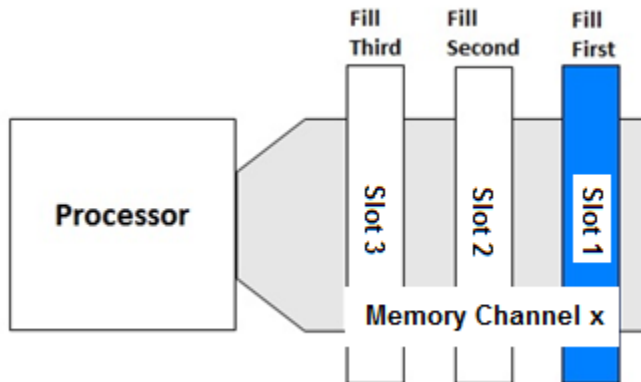 Fill
Third
Fill
Second
Fill
First
Processor
Slot 3
Slot 2
Slot 1
Memory Channel x